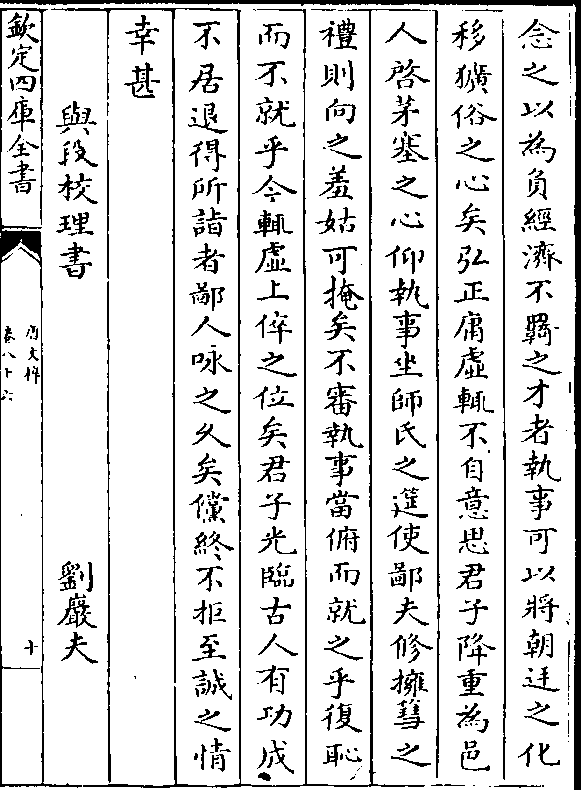 念之以為負經濟不羈之才者執事可以將朝廷之化
移獷俗之心矣弘正庸虛輒不自意思君子降重為邑
人啓茅塞之心仰執事坐師氏之筵使鄙夫修擁篲之
禮則向之羞姑可掩矣不審執事當俯而就之乎復恥
而不就乎今輒虛上倅之位矣君子光臨古人有功成
不居退得所詣者鄙人咏之久矣儻終不拒至誠之情
幸甚
與段校理書 劉巖夫
欽定四庫全書
卷八十六
十